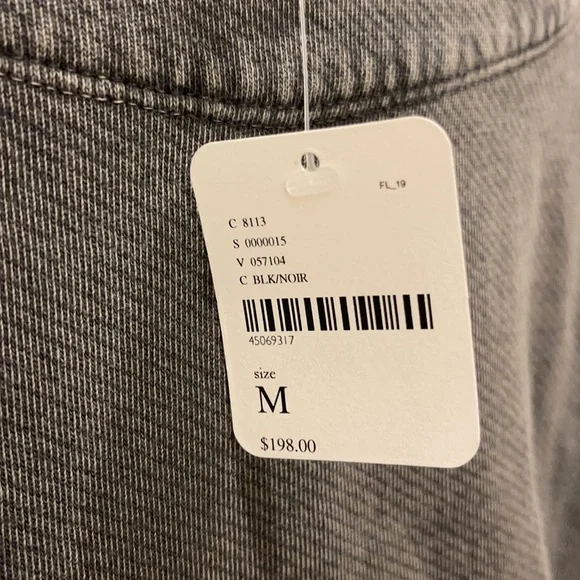 FL_19
C 8113
S 0000015
V 057104
C BLK/NOIR
45069317
size
M
$198.00